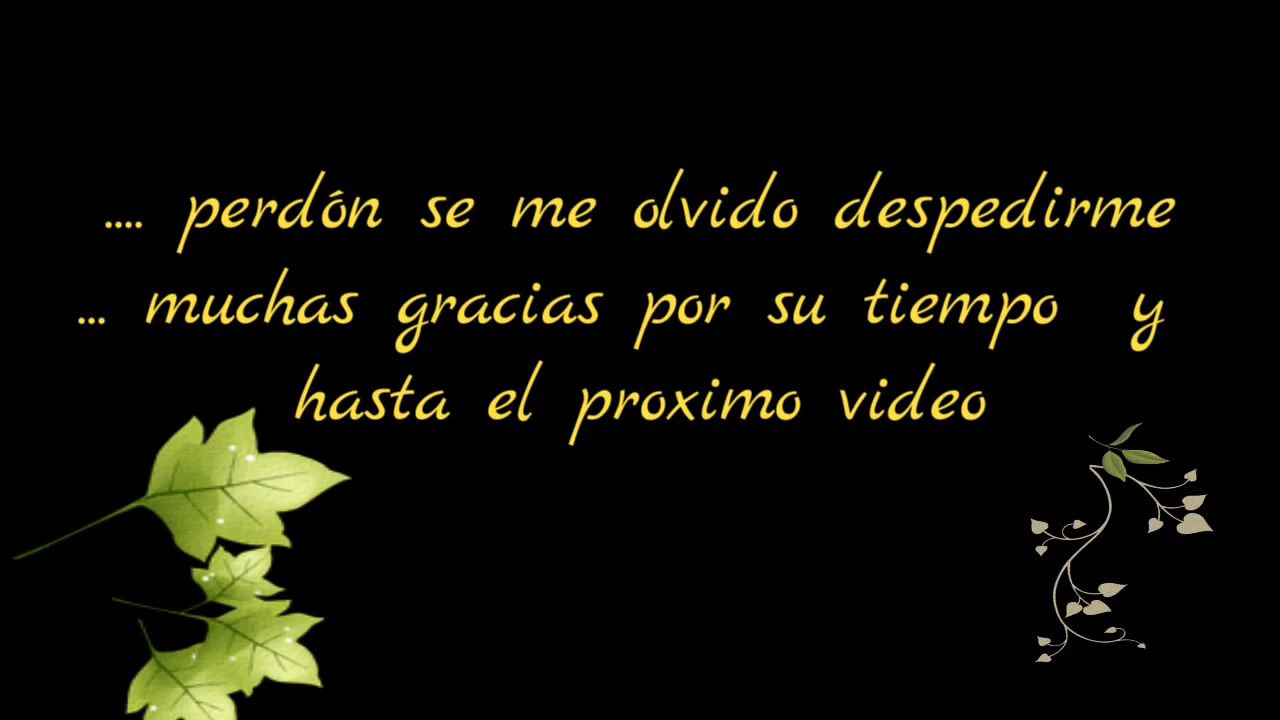 .... perdón se me olvido despedirme
... muchas gracias por su tiempo y
hasta el proximo video